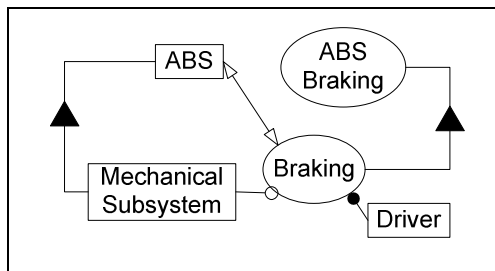 ABS
ABS
Braking
Mechanical
Subsystem
Braking
Driver